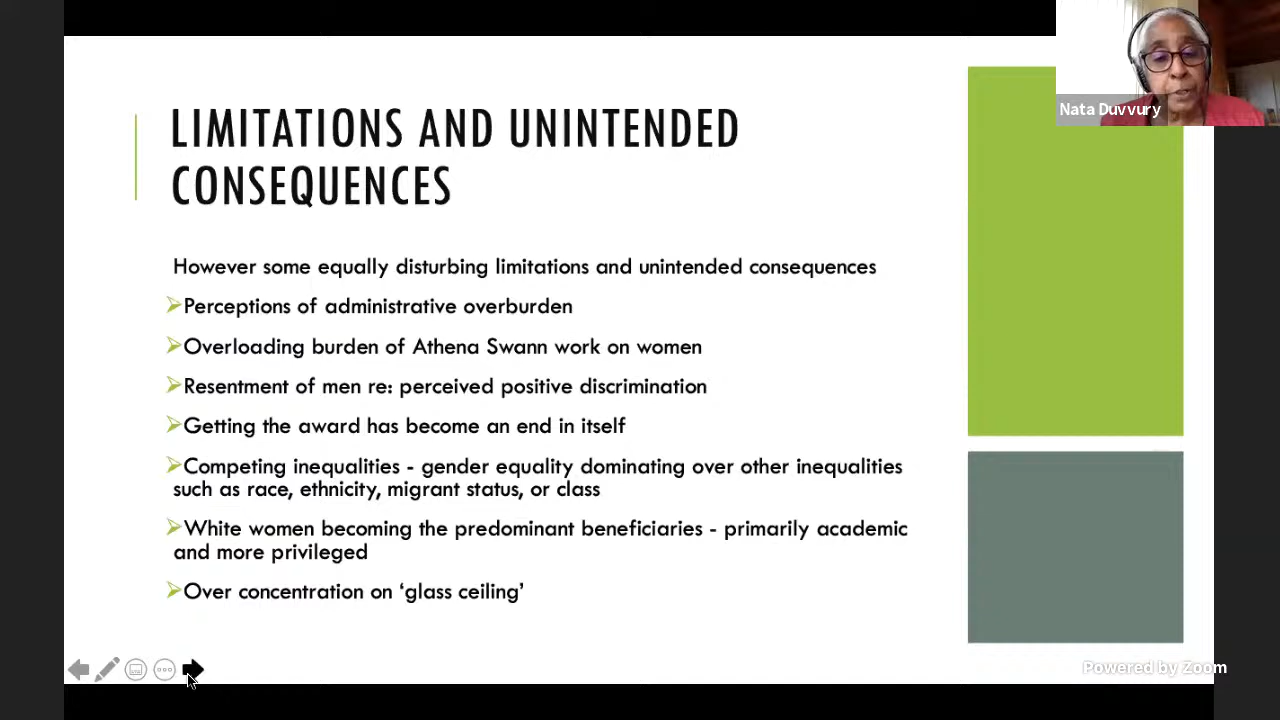 LIMITATIONS AND UNINTENDED
CONSEQUENCES
Nata Duvvury
However some equally disturbing limitations and unintended consequences
Perceptions of administrative overburden
Overloading burden of Athena Swann work on women
Resentment of men re: perceived positive discrimination
Getting the award has become an end in itself
Competing inequalities - gender equality dominating over other inequalities
such as race, ethnicity, migrant status, or class
White women becoming the predominant beneficiaries - primarily academic
and more privileged
Over concentration on ‘glass ceiling’
Powered by Zoom